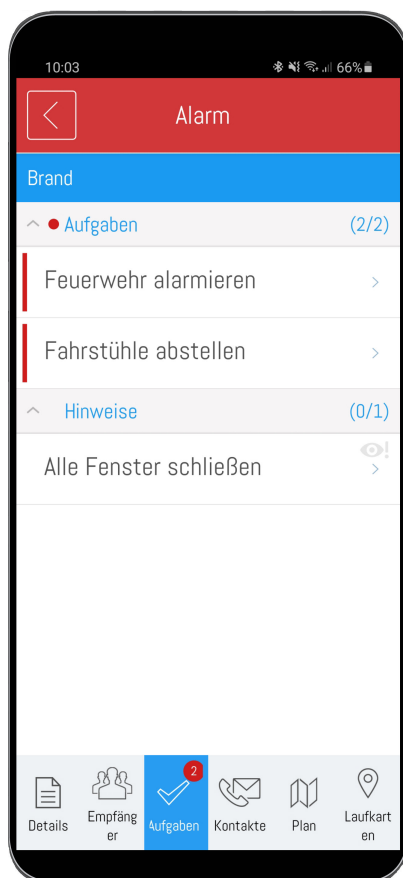 10:03 66%
Alarm
Brand
Aufgaben (2/2)
Feuerwehr alarmieren
Fahrstühle abstellen
Hinweise (0/1)
Alle Fenster schließen
2
Details Empfäng Aufgaben Kontakte Plan Laufkart
er en